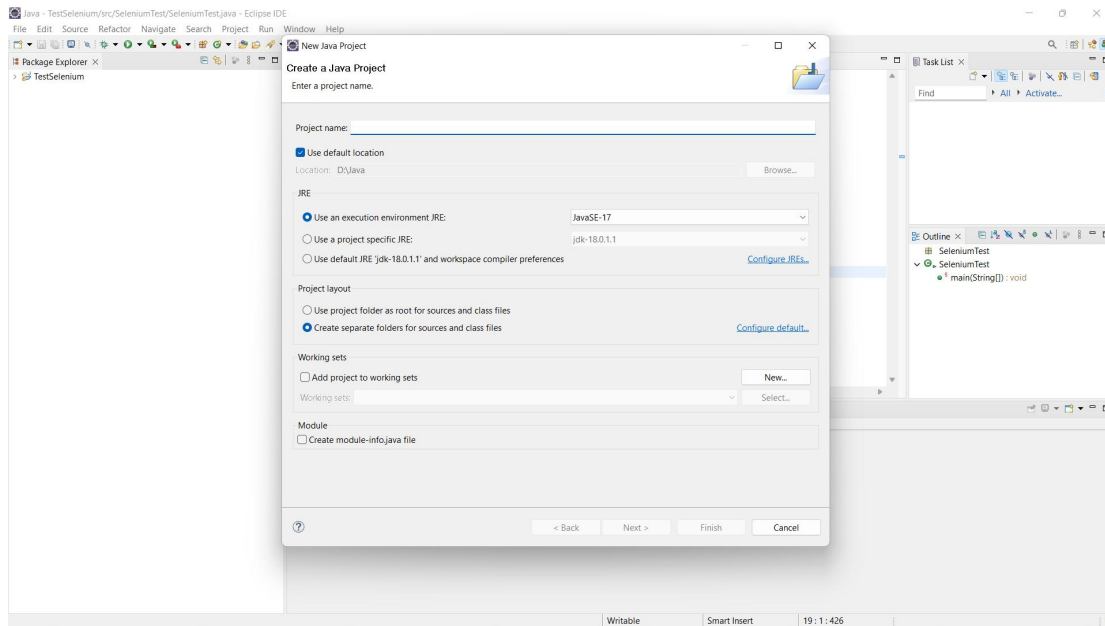 Java - TestSelenium/src/SeleniumTest/SeleniumTest.java - Eclipse IDE
File Edit Source Refactor Navigate Search Project Run Window Help
Package Explorer
TestSelenium
New Java Project
Create a Java Project
Enter a project name.
Project name:
Use default location
Location: D:\Java
Browse...
JRE
Use an execution environment JRE: JavaSE-17
Use a project specific JRE: jdk-18.0.1.1
Use default JRE 'jdk-18.0.1.1' and workspace compiler preferences
Configure JREs...
Project layout
Use project folder as root for sources and class files
Create separate folders for sources and class files
Configure default...
Working sets
Add project to working sets
New...
Working sets:
Select...
Module
Create module-info.java file
< Back Next > Finish Cancel
Task List
Find All Activate...
Outline
SeleniumTest
SeleniumTest
main(String[]) : void
Writable Smart Insert 19 : 1 : 426